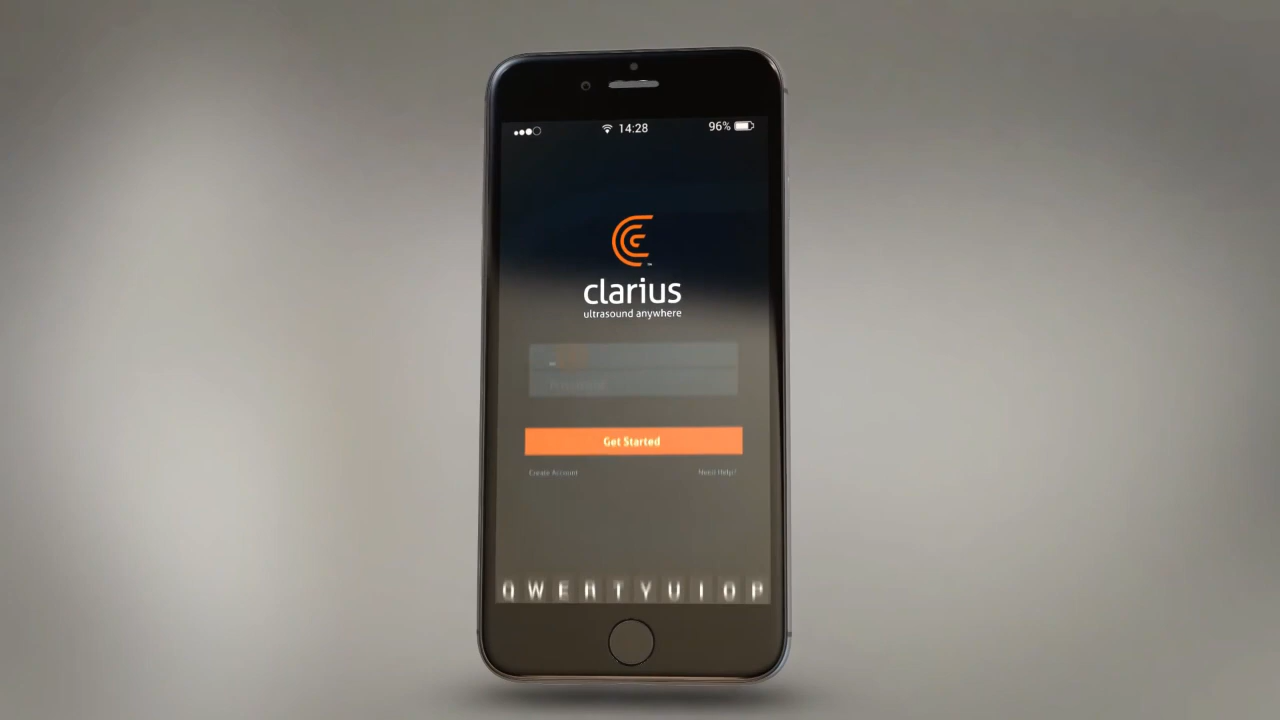 14:28
96%
clarius
ultrasound anywhere
Get Started
Create Account
Need Help?
Q W E R T Y U I O P